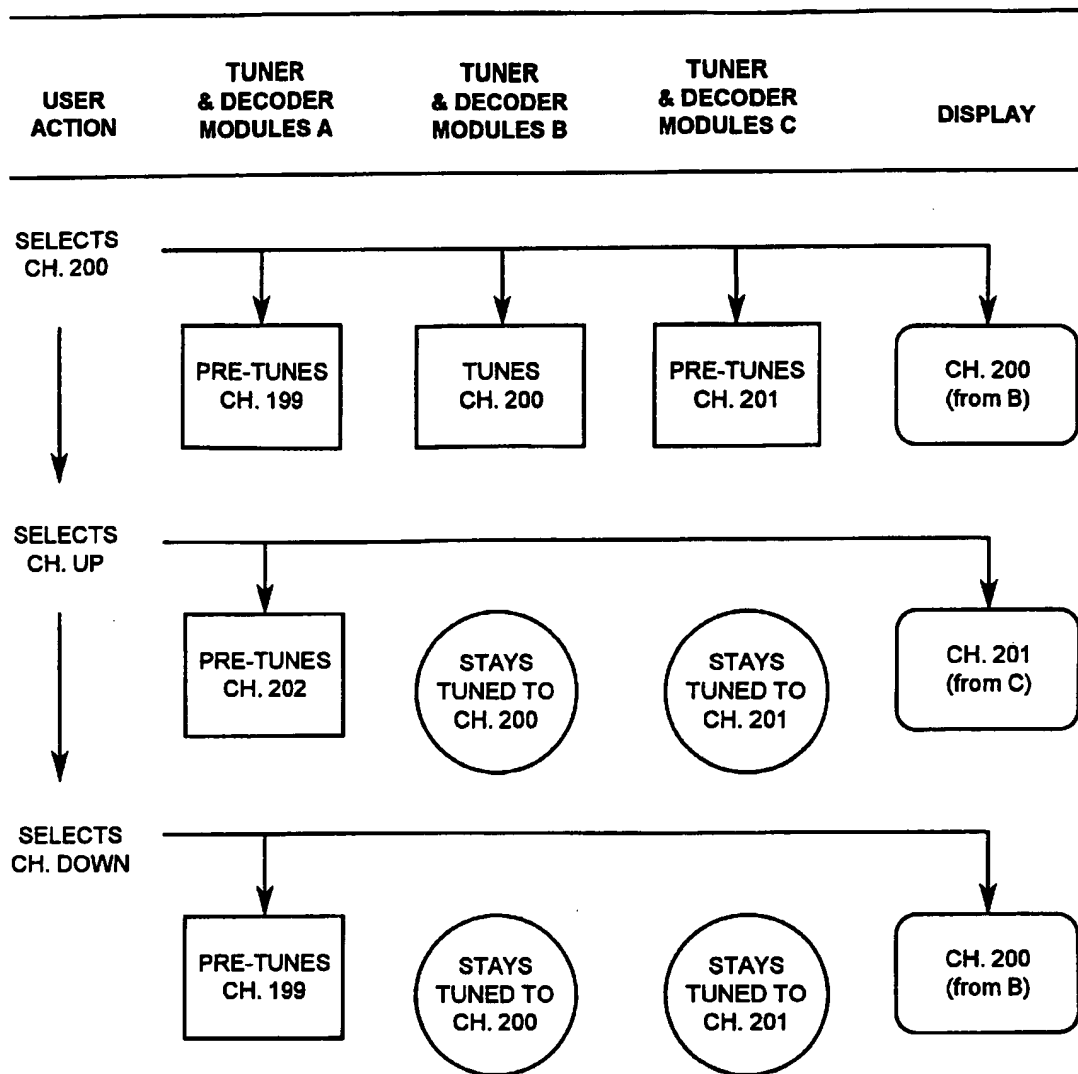 USER
ACTION
TUNER
& DECODER
MODULES A
TUNER
& DECODER
MODULES B
TUNER
& DECODER
MODULES C
DISPLAY
SELECTS
CH. 200
PRE-TUNES
CH. 199
TUNES
CH. 200
PRE-TUNES
CH. 201
CH. 200
(from B)
SELECTS
CH. UP
PRE-TUNES
CH. 202
STAYS
TUNED TO
CH. 200
STAYS
TUNED TO
CH. 201
CH. 201
(from C)
SELECTS
CH. DOWN
PRE-TUNES
CH. 199
STAYS
TUNED TO
CH. 200
STAYS
TUNED TO
CH. 201
CH. 200
(from B)